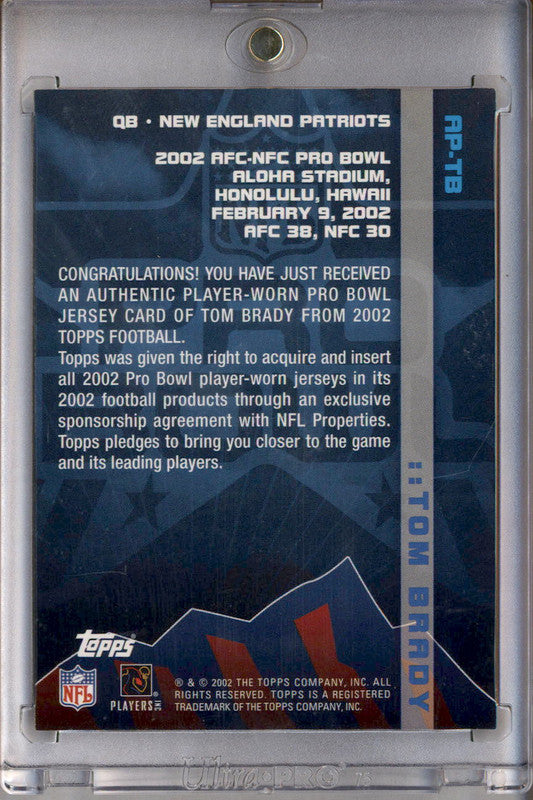 QB • NEW ENGLAND PATRIOTS
2002 AFC-NFC PRO BOWL
ALOHA STADIUM,
HONOLULU, HAWAII
FEBRUARY 9, 2002
AFC 38, NFC 30
CONGRATULATIONS! YOU HAVE JUST RECEIVED
AN AUTHENTIC PLAYER-WORN PRO BOWL
JERSEY CARD OF TOM BRADY FROM 2002
TOPPS FOOTBALL.
Topps was given the right to acquire and insert
all 2002 Pro Bowl player-worn jerseys in its
2002 football products through an exclusive
sponsorship agreement with NFL Properties.
Topps pledges to bring you closer to the game
and its leading players.
AP-TB
:::TOM BRADY
Topps
NFL
PLAYERS INC
® & © 2002 THE TOPPS COMPANY, INC. ALL
RIGHTS RESERVED. TOPPS IS A REGISTERED
TRADEMARK OF THE TOPPS COMPANY, INC.
Ultra•PRO 75